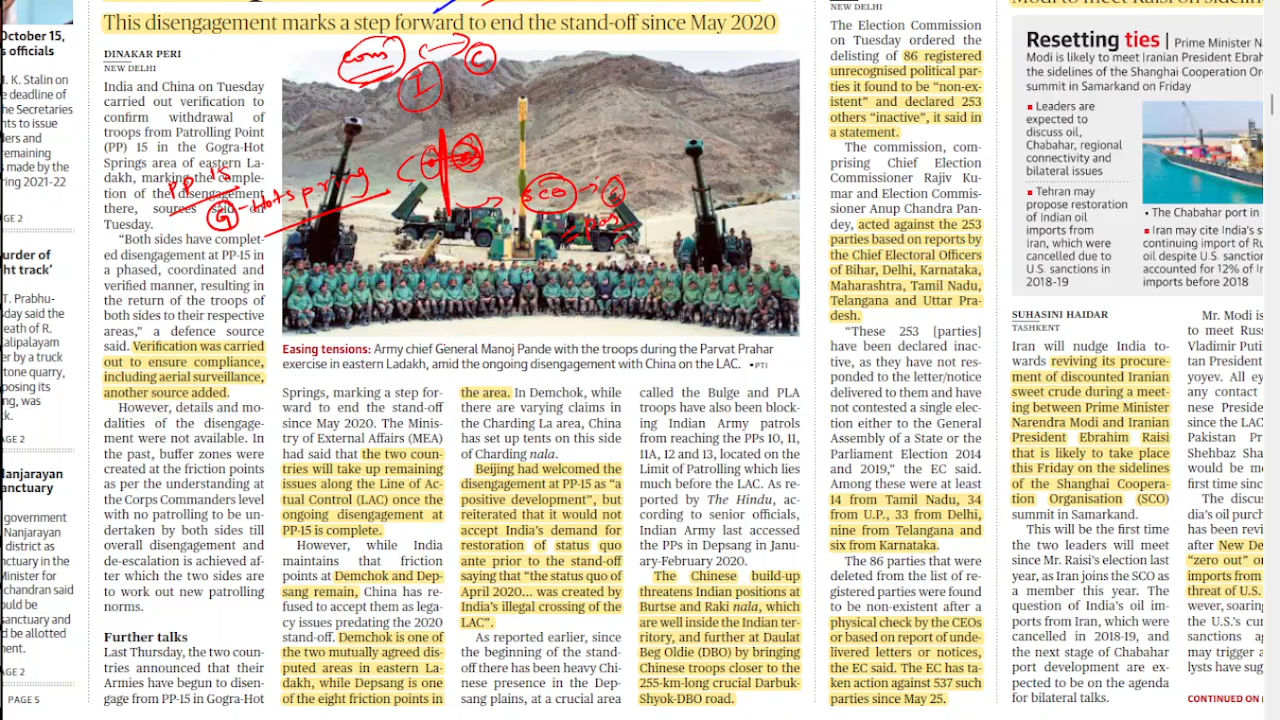 This disengagement marks a step forward to end the stand-off since May 2020
October 15,
s officials
I. K. Stalin on
e deadline of
he Secretaries
nts to issue
ders and
remaining
made by the
ring 2021-22
GE 2
urder of
ht track'
T. Prabhu-
day said the
eath of R.
alipalayam
er by a truck
tone quarry,
posing its
ng, was
k.
AGE 2
Manjarayan
anctuary
government
Nanjarayan
district as
nctuary in the
Minister for
chandran said
ould be
sanctuary and
d be allotted
ment.
AGE 2
PAGE 5
DINAKAR PERI
NEW DELHI
India and China on Tuesday
carried out verification to
confirm withdrawal of
troops from Patrolling Point
(PP) 15 in the Gogra-Hot
Springs area of eastern La-
dakh, marking the comple-
tion of the disengagement
there, sources said on
Tuesday.
"Both sides have complet-
ed disengagement at PP-15 in
a phased, coordinated and
verified manner, resulting in
the return of the troops of
both sides to their respective
areas," a defence source
said. Verification was carried
out to ensure compliance,
including aerial surveillance,
another source added.
However, details and mo-
dalities of the disengage-
ment were not available. In
the past, buffer zones were
created at the friction points
as per the understanding at
the Corps Commanders level
with no patrolling to be un-
dertaken by both sides till
overall disengagement and
de-escalation is achieved af-
ter which the two sides are
to work out new patrolling
norms.
Further talks
Last Thursday, the two coun-
tries announced that their
Armies have begun to disen-
gage from PP-15 in Gogra-Hot
PP 15
G - Hotspring
I
C
SCO
Easing tensions: Army chief General Manoj Pande with the troops during the Parvat Prahar
exercise in eastern Ladakh, amid the ongoing disengagement with China on the LAC. • PTI
Springs, marking a step for-
ward to end the stand-off
since May 2020. The Minis-
try of External Affairs (MEA)
had said that the two coun-
tries will take up remaining
issues along the Line of Ac-
tual Control (LAC) once the
ongoing disengagement at
PP-15 is complete.
However, while India
maintains that friction
points at Demchok and Dep-
sang remain, China has re-
fused to accept them as lega-
cy issues predating the 2020
stand-off. Demchok is one of
the two mutually agreed dis-
puted areas in eastern La-
dakh, while Depsang is one
of the eight friction points in
the area. In Demchok, while
there are varying claims in
the Charding La area, China
has set up tents on this side
of Charding nala.
Beijing had welcomed the
disengagement at PP-15 as "a
positive development", but
reiterated that it would not
accept India's demand for
restoration of status quo
ante prior to the stand-off
saying that "the status quo of
April 2020... was created by
India's illegal crossing of the
LAC".
As reported earlier, since
the beginning of the stand-
off there has been heavy Chi-
nese presence in the Dep-
sang plains, at a crucial area
called the Bulge and PLA
troops have also been block-
ing Indian Army patrols
from reaching the PPs 10, 11,
11A, 12 and 13, located on the
Limit of Patrolling which lies
much before the LAC. As re-
ported by The Hindu, ac-
cording to senior officials,
Indian Army last accessed
the PPs in Depsang in Janu-
ary-February 2020.
The Chinese build-up
threatens Indian positions at
Burtse and Raki nala, which
are well inside the Indian ter-
ritory, and further at Daulat
Beg Oldie (DBO) by bringing
Chinese troops closer to the
255-km-long crucial Darbuk-
Shyok-DBO road.
NEW DELHI
The Election Commission
on Tuesday ordered the
delisting of 86 registered
unrecognised political par-
ties it found to be "non-ex-
istent" and declared 253
others "inactive", it said in
a statement.
The commission, com-
prising Chief Election
Commissioner Rajiv Ku-
mar and Election Commis-
sioner Anup Chandra Pan-
dey, acted against the 253
parties based on reports by
the Chief Electoral Officers
of Bihar, Delhi, Karnataka,
Maharashtra, Tamil Nadu,
Telangana and Uttar Pra-
desh.
"These 253 [parties]
have been declared inac-
tive, as they have not res-
ponded to the letter/notice
delivered to them and have
not contested a single elec-
tion either to the General
Assembly of a State or the
Parliament Election 2014
and 2019," the EC said.
Among these were at least
14 from Tamil Nadu, 34
from U.P., 33 from Delhi,
nine from Telangana and
six from Karnataka.
The 86 parties that were
deleted from the list of re-
gistered parties were found
to be non-existent after a
physical check by the CEOs
or based on report of unde-
livered letters or notices,
the EC said. The EC has ta-
ken action against 537 such
parties since May 25.
Modi to meet Raisi on sideline
Resetting ties | Prime Minister N
Modi is likely to meet Iranian President Ebrah
the sidelines of the Shanghai Cooperation Or
summit in Samarkand on Friday
▪ Leaders are
expected to
discuss oil,
Chabahar, regional
connectivity and
bilateral issues
▪ Tehran may
propose restoration
of Indian oil
imports from
Iran, which were
cancelled due to
U.S. sanctions in
2018-19
• The Chabahar port in
▪ Iran may cite India's s
continuing import of Ru
oil despite U.S. sanction
accounted for 12% of In
imports before 2018
SUHASINI HAIDAR
TASHKENT
Iran will nudge India to-
wards reviving its procure-
ment of discounted Iranian
sweet crude during a meet-
ing between Prime Minister
Narendra Modi and Iranian
President Ebrahim Raisi
that is likely to take place
this Friday on the sidelines
of the Shanghai Coopera-
tion Organisation (SCO)
summit in Samarkand.
This will be the first time
the two leaders will meet
since Mr. Raisi's election last
year, as Iran joins the SCO as
a member this year. The
question of India's oil im-
ports from Iran, which were
cancelled in 2018-19, and
the next stage of Chabahar
port development are ex-
pected to be on the agenda
for bilateral talks.
Mr. Modi is
to meet Russ
Vladimir Puti
tan President
yoyev. All ey
any contact
nese Preside
since the LAC
Pakistan Pr
Shehbaz Sha
would be m
first time sinc
The discus
dia's oil purch
has been revi
after New De
"zero out" o
imports from
threat of U.S.
wever, soarin
the U.S.'s cur
sanctions ag
may trigger a
lysts have sug
CONTINUED ON